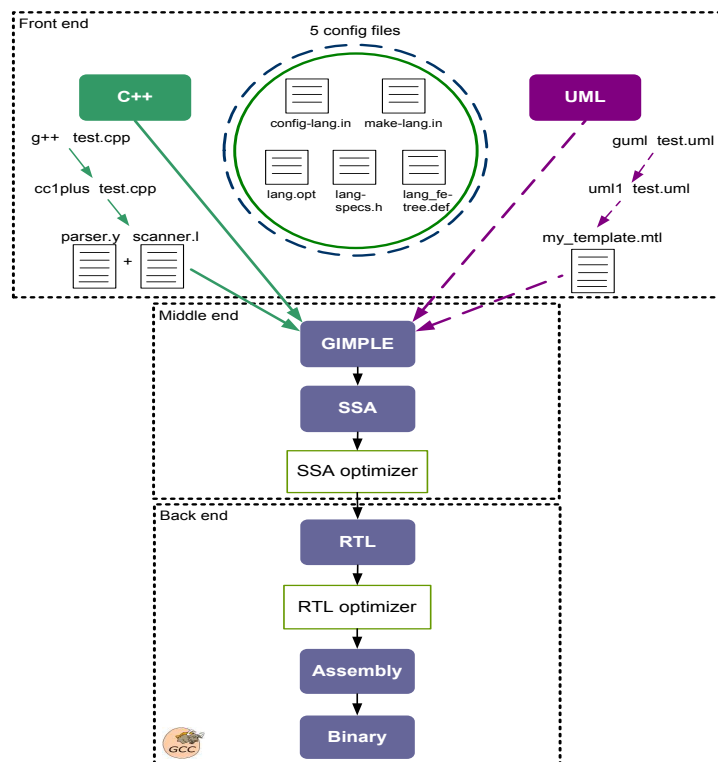 Front end
5 config files
C++
UML
config-lang.in
make-lang.in
g++ test.cpp
guml test.uml
cc1plus test.cpp
uml1 test.uml
lang.opt
lang-
specs.h
lang_fe-
tree.def
parser.y + scanner.l
my_template.mtl
Middle end
GIMPLE
SSA
SSA optimizer
Back end
RTL
RTL optimizer
Assembly
Binary
GCC